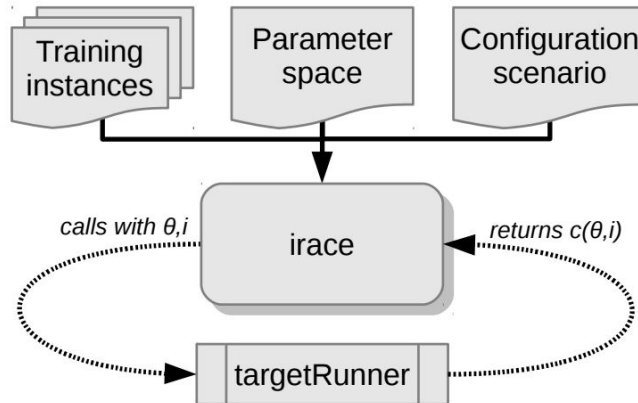 Training
instances
Parameter
space
Configuration
scenario
calls with θ,i
returns c(θ,i)
irace
targetRunner